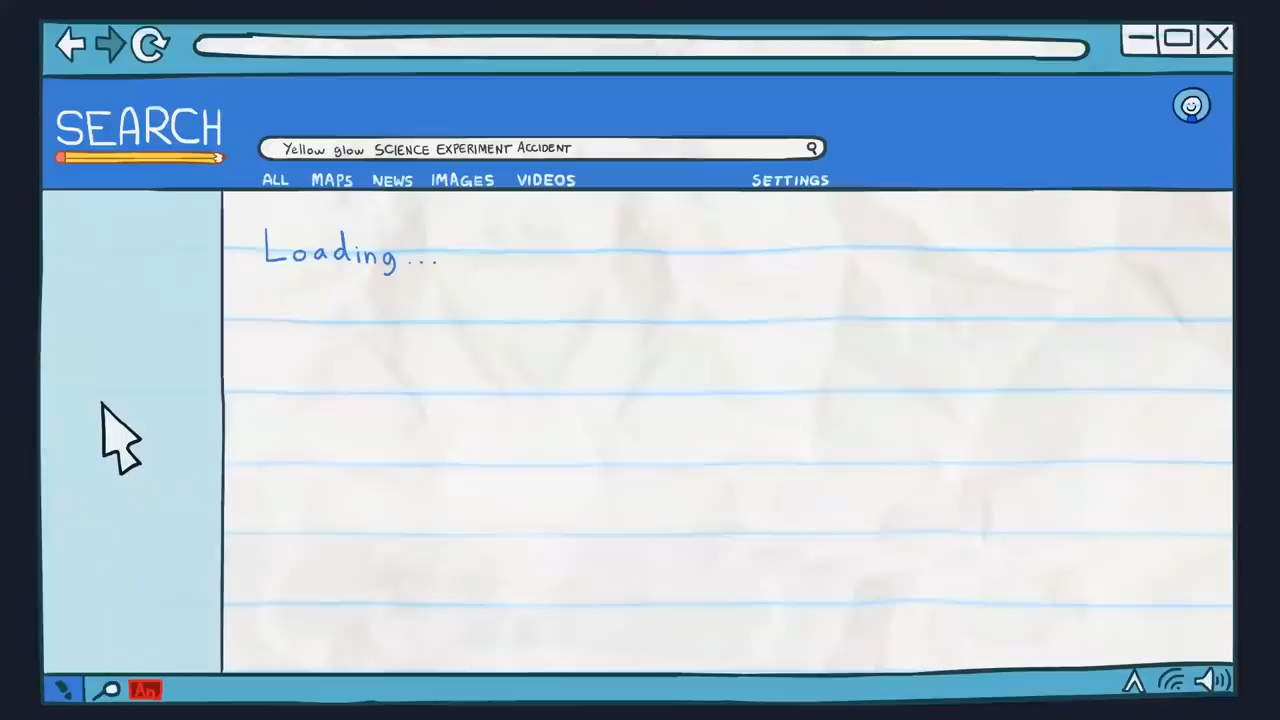 SEARCH
Yellow glow SCIENCE EXPERIMENT ACCIDENT
ALL MAPS NEWS IMAGES VIDEOS SETTINGS
Loading...
An